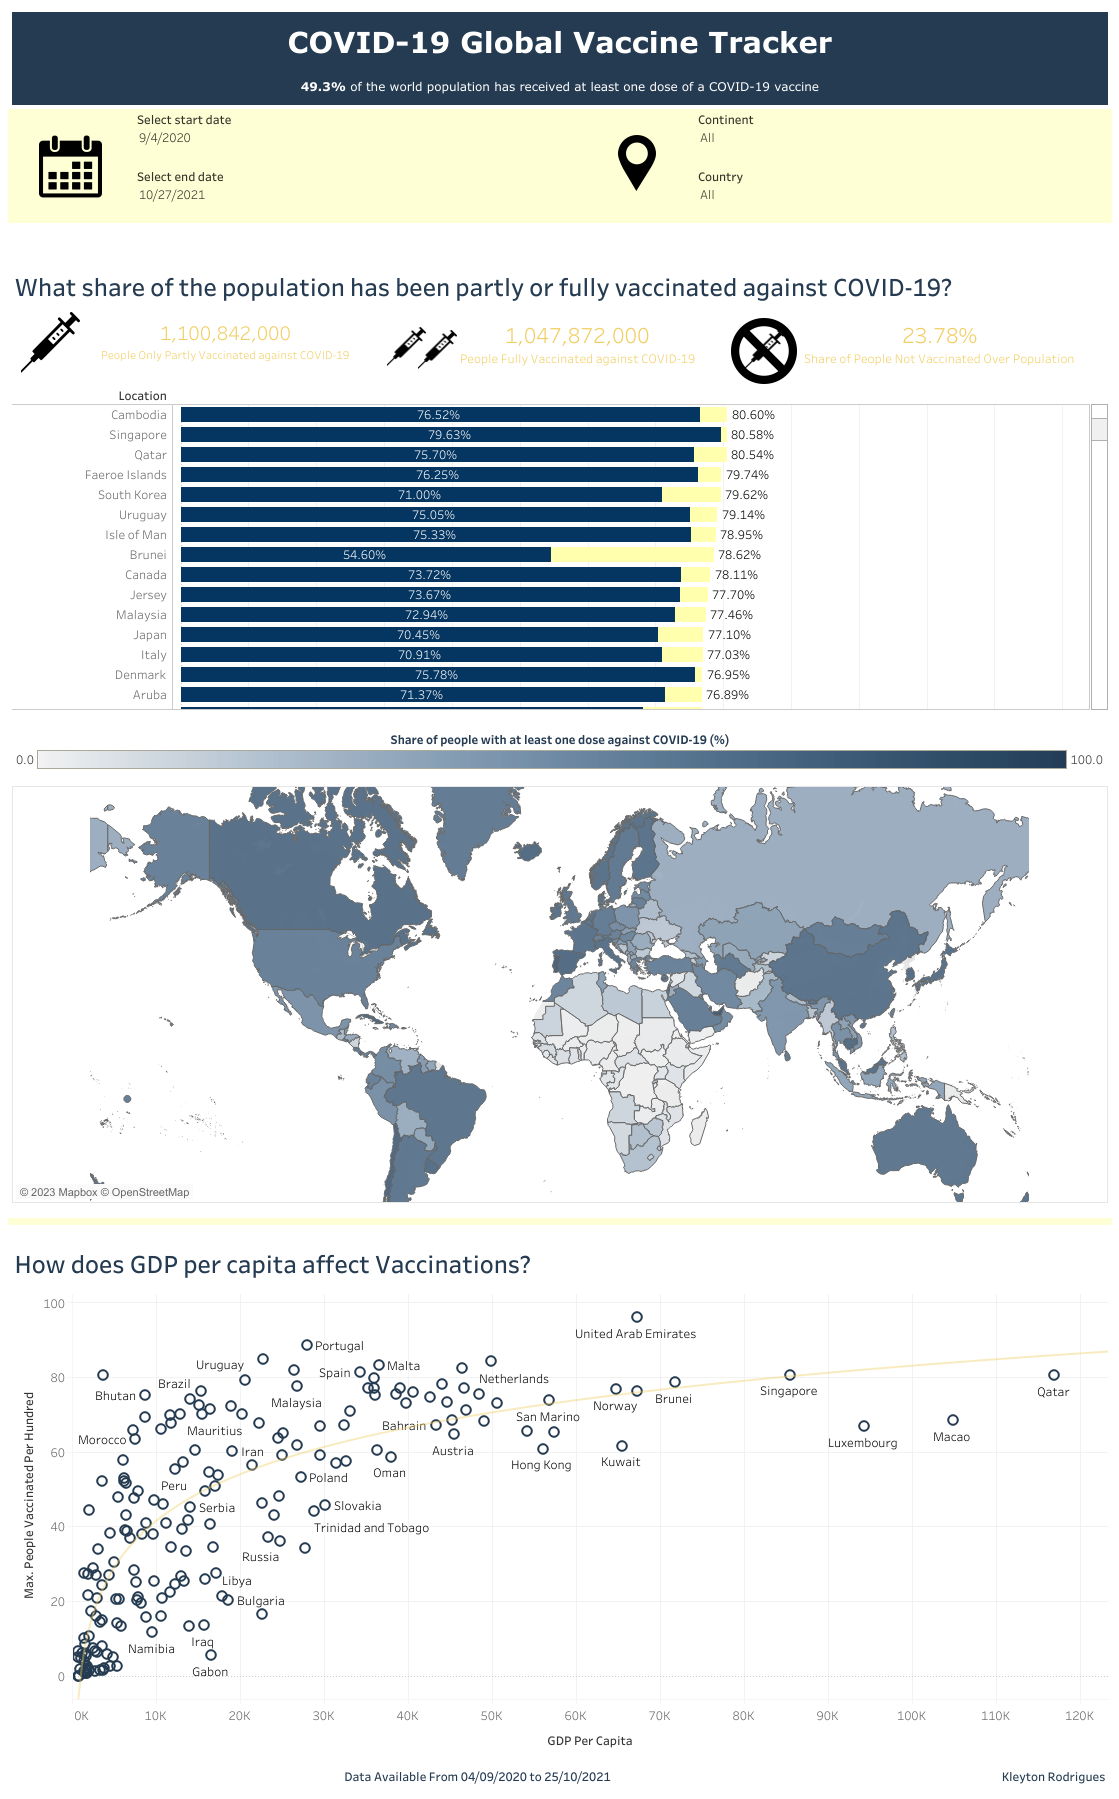 COVID-19 Global Vaccine Tracker
49.3% of the world population has received at least one dose of a COVID-19 vaccine
Select start date
9/4/2020
Select end date
10/27/2021
Continent
All
Country
All
What share of the population has been partly or fully vaccinated against COVID-19?
1,100,842,000
People Only Partly Vaccinated against COVID-19
1,047,872,000
People Fully Vaccinated against COVID-19
23.78%
Share of People Not Vaccinated Over Population
Location
Cambodia 76.52% 80.60%
Singapore 79.63% 80.58%
Qatar 75.70% 80.54%
Faeroe Islands 76.25% 79.74%
South Korea 71.00% 79.62%
Uruguay 75.05% 79.14%
Isle of Man 75.33% 78.95%
Brunei 54.60% 78.62%
Canada 73.72% 78.11%
Jersey 73.67% 77.70%
Malaysia 72.94% 77.46%
Japan 70.45% 77.10%
Italy 70.91% 77.03%
Denmark 75.78% 76.95%
Aruba 71.37% 76.89%
Share of people with at least one dose against COVID-19 (%)
0.0 100.0
© 2023 Mapbox © OpenStreetMap
How does GDP per capita affect Vaccinations?
Max. People Vaccinated Per Hundred
100
80
60
40
20
0
United Arab Emirates
Portugal
Uruguay
Spain
Malta
Netherlands
Bhutan
Brazil
Malaysia
Norway
Brunei
Singapore
Qatar
Morocco
Mauritius
Bahrain
San Marino
Luxembourg
Macao
Iran
Austria
Hong Kong
Kuwait
Peru
Poland
Oman
Serbia
Slovakia
Trinidad and Tobago
Russia
Libya
Bulgaria
Namibia
Iraq
Gabon
0K 10K 20K 30K 40K 50K 60K 70K 80K 90K 100K 110K 120K
GDP Per Capita
Data Available From 04/09/2020 to 25/10/2021
Kleyton Rodrigues